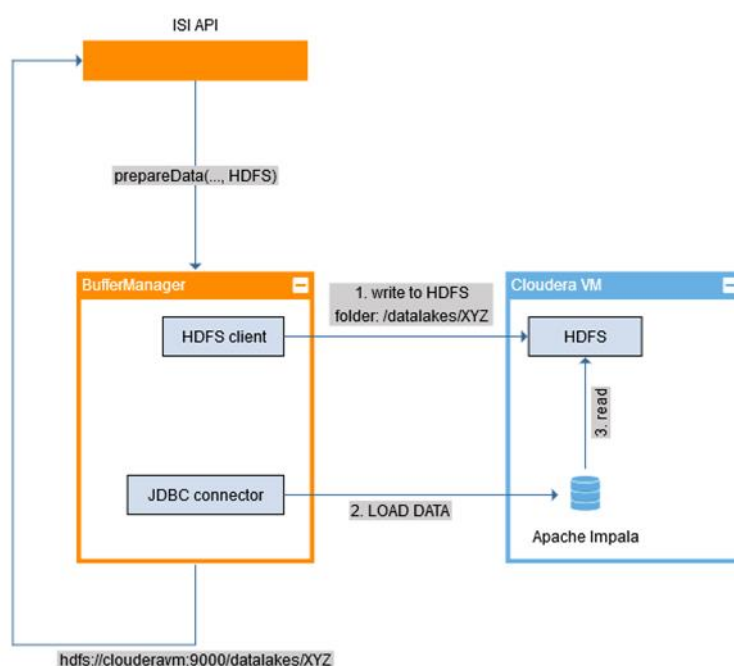 ISI API
prepareData(..., HDFS)
BufferManager
Cloudera VM
1. write to HDFS
folder: /datalakes/XYZ
HDFS client
HDFS
3. read
JDBC connector
2. LOAD DATA
Apache Impala
hdfs://clouderavm:9000/datalakes/XYZ